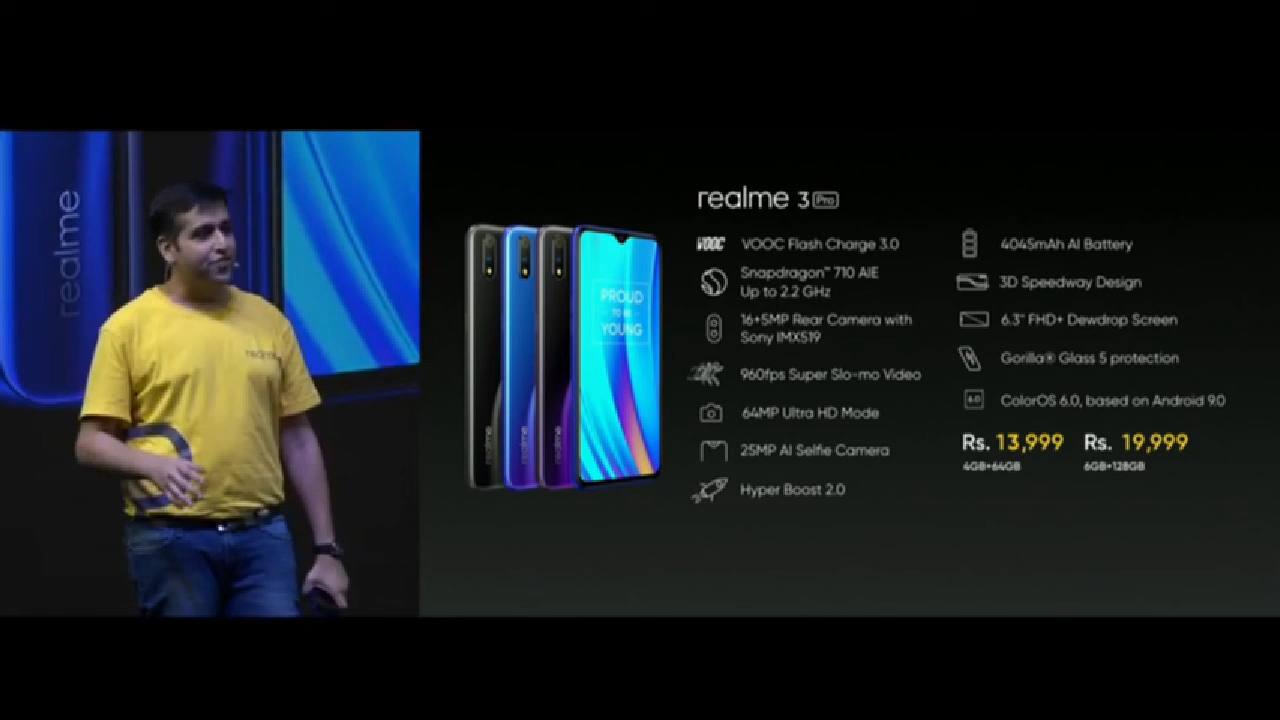 realme
realme
realme 3 Pro
VOOC VOOC Flash Charge 3.0
Snapdragon™ 710 AIE
Up to 2.2 GHz
16+5MP Rear Camera with
Sony IMX519
960fps Super Slo-mo Video
64MP Ultra HD Mode
25MP AI Selfie Camera
Hyper Boost 2.0
4045mAh AI Battery
3D Speedway Design
6.3" FHD+ Dewdrop Screen
Gorilla® Glass 5 protection
6.0 ColorOS 6.0, based on Android 9.0
Rs. 13,999 Rs. 19,999
4GB+64GB 6GB+128GB
PROUD
TO BE
YOUNG
realme
realme
realme